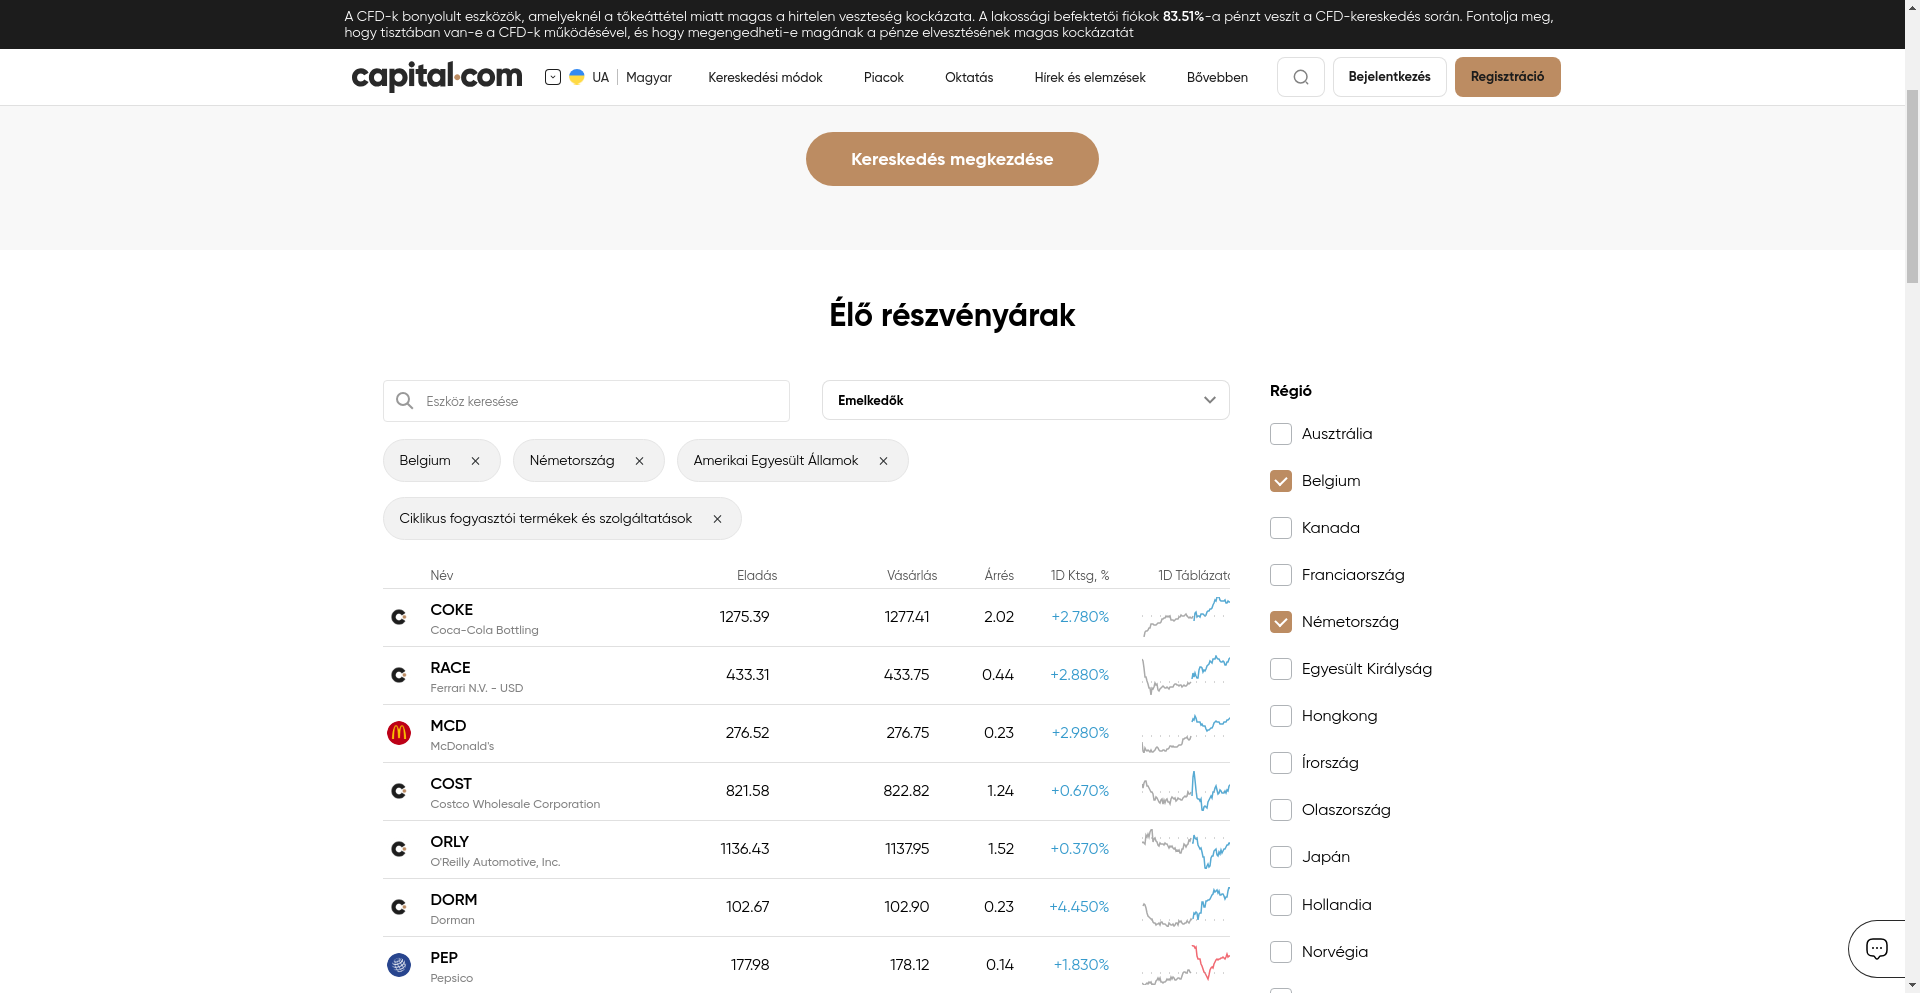 A CFD-k bonyolult eszközök, amelyeknél a tőkeáttétel miatt magas a hirtelen veszteség kockázata. A lakossági befektetői fiókok 83.51%-a pénzt veszít a CFD-kereskedés során. Fontolja meg,
hogy tisztában van-e a CFD-k működésével, és hogy megengedheti-e magának a pénze elvesztésének magas kockázatát
capital.com
UA Magyar Kereskedési módok Piacok Oktatás Hírek és elemzések Bővebben Bejelentkezés Regisztráció
Kereskedés megkezdése
Élő részvényárak
Eszköz keresése
Emelkedők
Belgium
Németország
Amerikai Egyesült Államok
Ciklikus fogyasztói termékek és szolgáltatások
Név Eladás Vásárlás Árrés 1D Ktsg, %
COKE 1275.39 1277.41 2.02 +2.780%
Coca-Cola Bottling
RACE 433.31 433.75 0.44 +2.880%
Ferrari N.V. - USD
MCD 276.52 276.75 0.23 +2.980%
McDonald's
COST 821.58 822.82 1.24 +0.670%
Costco Wholesale Corporation
ORLY 1136.43 1137.95 1.52 +0.370%
O'Reilly Automotive, Inc.
DORM 102.67 102.90 0.23 +4.450%
Dorman
PEP 177.98 178.12 0.14 +1.830%
Pepsico
Régió
Ausztrália
Belgium
Kanada
Franciaország
Németország
Egyesült Királyság
Hongkong
Írország
Olaszország
Japán
Hollandia
Norvégia